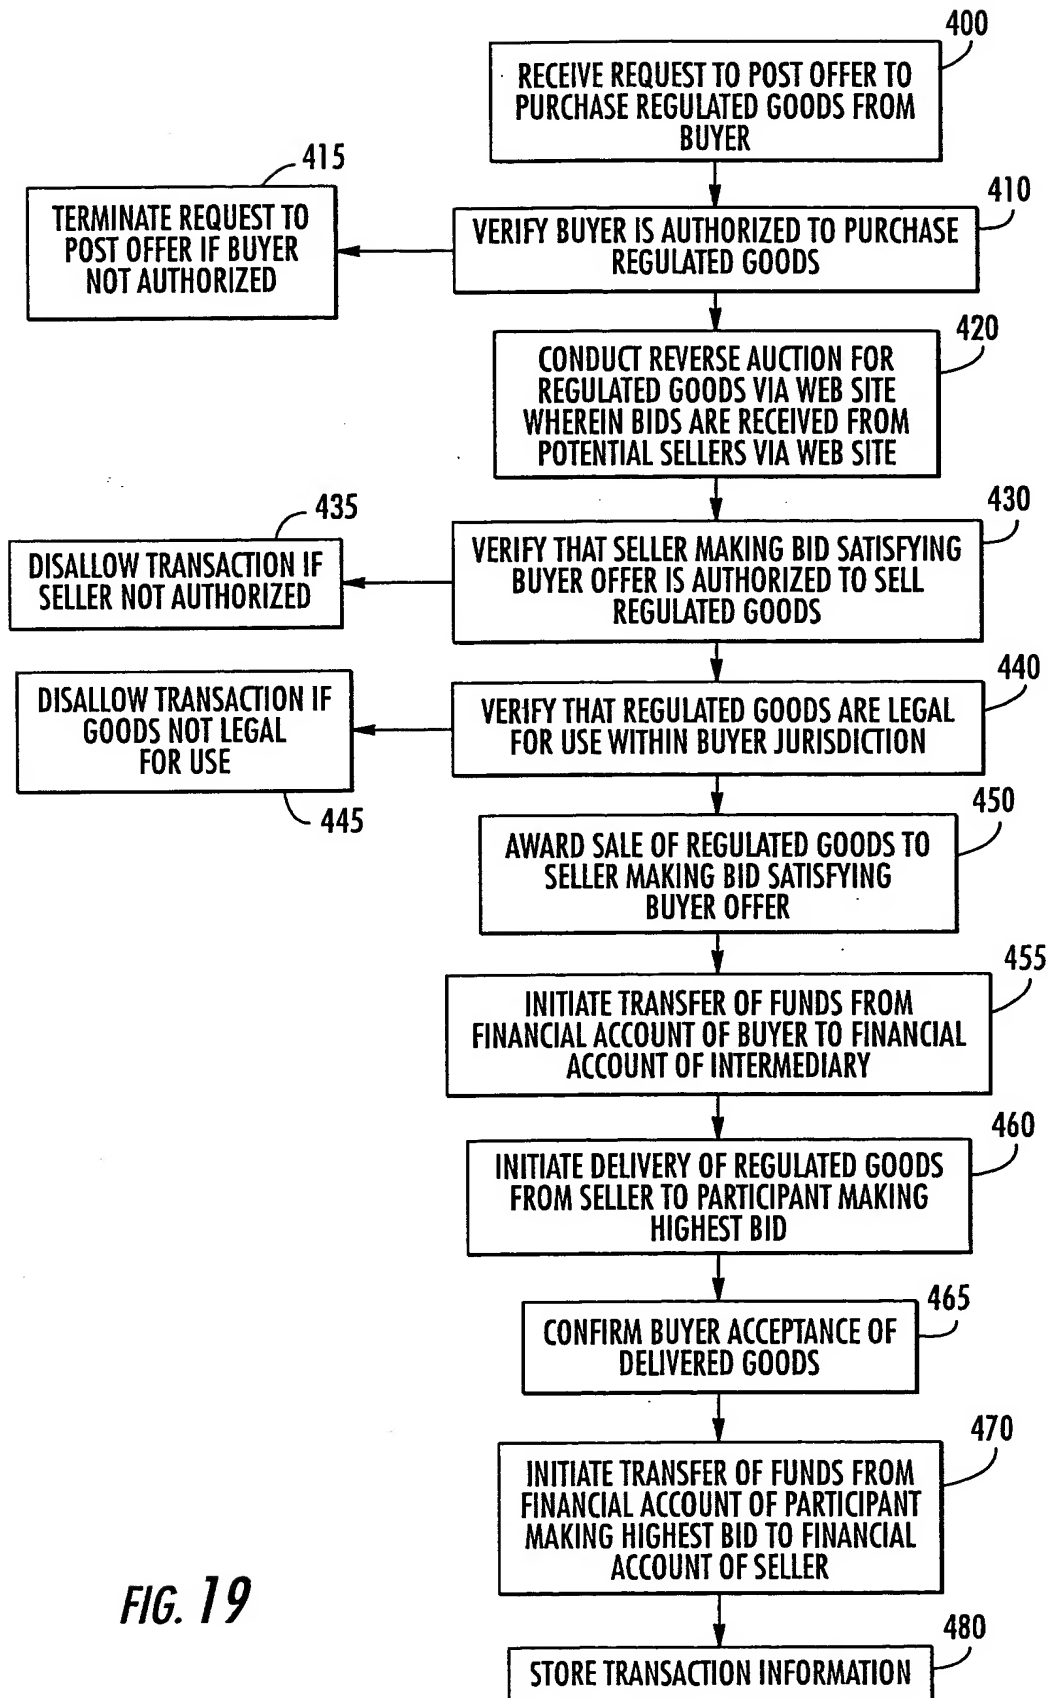 400
RECEIVE REQUEST TO POST OFFER TO
PURCHASE REGULATED GOODS FROM
BUYER
415
TERMINATE REQUEST TO
POST OFFER IF BUYER
NOT AUTHORIZED
410
VERIFY BUYER IS AUTHORIZED TO PURCHASE
REGULATED GOODS
420
CONDUCT REVERSE AUCTION FOR
REGULATED GOODS VIA WEB SITE
WHEREIN BIDS ARE RECEIVED FROM
POTENTIAL SELLERS VIA WEB SITE
435
DISALLOW TRANSACTION IF
SELLER NOT AUTHORIZED
430
VERIFY THAT SELLER MAKING BID SATISFYING
BUYER OFFER IS AUTHORIZED TO SELL
REGULATED GOODS
DISALLOW TRANSACTION IF
GOODS NOT LEGAL
FOR USE
445
440
VERIFY THAT REGULATED GOODS ARE LEGAL
FOR USE WITHIN BUYER JURISDICTION
450
AWARD SALE OF REGULATED GOODS TO
SELLER MAKING BID SATISFYING
BUYER OFFER
455
INITIATE TRANSFER OF FUNDS FROM
FINANCIAL ACCOUNT OF BUYER TO FINANCIAL
ACCOUNT OF INTERMEDIARY
460
INITIATE DELIVERY OF REGULATED GOODS
FROM SELLER TO PARTICIPANT MAKING
HIGHEST BID
465
CONFIRM BUYER ACCEPTANCE OF
DELIVERED GOODS
470
INITIATE TRANSFER OF FUNDS FROM
FINANCIAL ACCOUNT OF PARTICIPANT
MAKING HIGHEST BID TO FINANCIAL
ACCOUNT OF SELLER
480
STORE TRANSACTION INFORMATION
FIG. 19